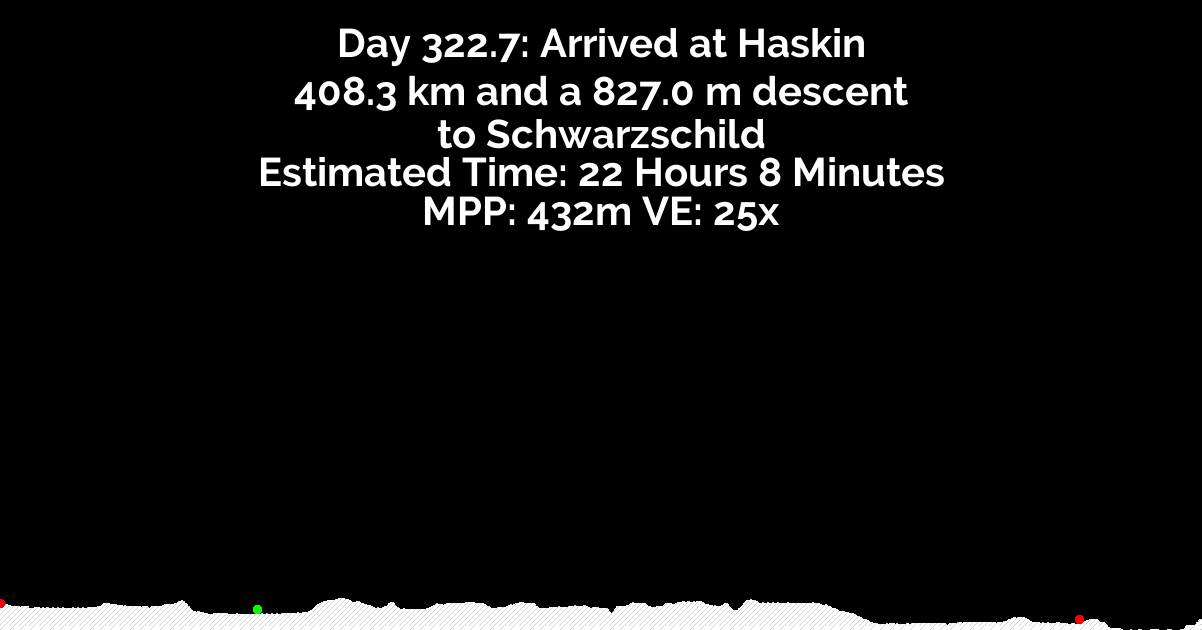 Day 322.7: Arrived at Haskin
408.3 km and a 827.0 m descent
to Schwarzschild
Estimated Time: 22 Hours 8 Minutes
MPP: 432m VE: 25x